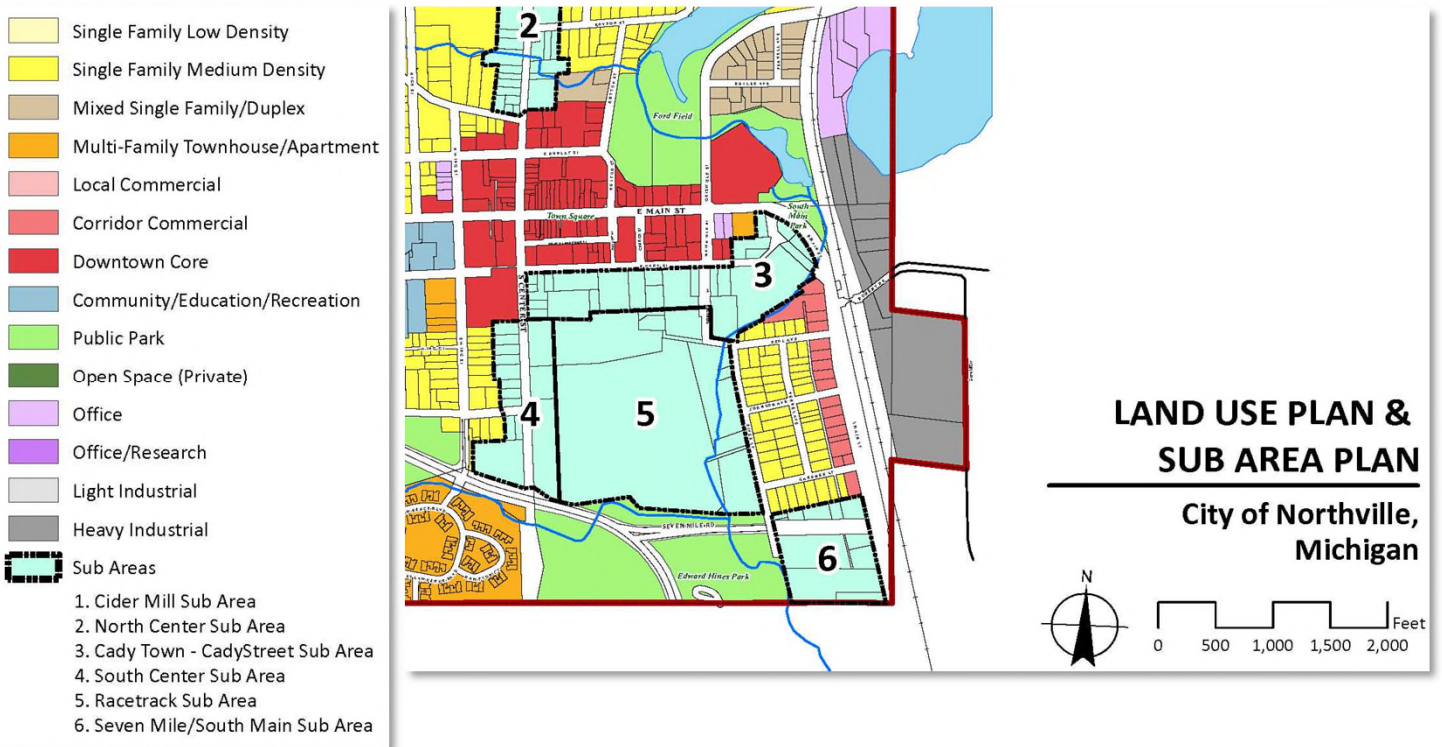 Single Family Low Density
Single Family Medium Density
Mixed Single Family/Duplex
Multi-Family Townhouse/Apartment
Local Commercial
Corridor Commercial
Downtown Core
Community/Education/Recreation
Public Park
Open Space (Private)
Office
Office/Research
Light Industrial
Heavy Industrial
Sub Areas
1. Cider Mill Sub Area
2. North Center Sub Area
3. Cady Town - CadyStreet Sub Area
4. South Center Sub Area
5. Racetrack Sub Area
6. Seven Mile/South Main Sub Area
2
Ford Field
E MAIN ST
Town Square
South
Main
Park
3
S CENTER ST
4
5
SEVEN MILE RD
6
Edward Hines Park
LAND USE PLAN &
SUB AREA PLAN
City of Northville,
Michigan
N
0 500 1,000 1,500 2,000
Feet